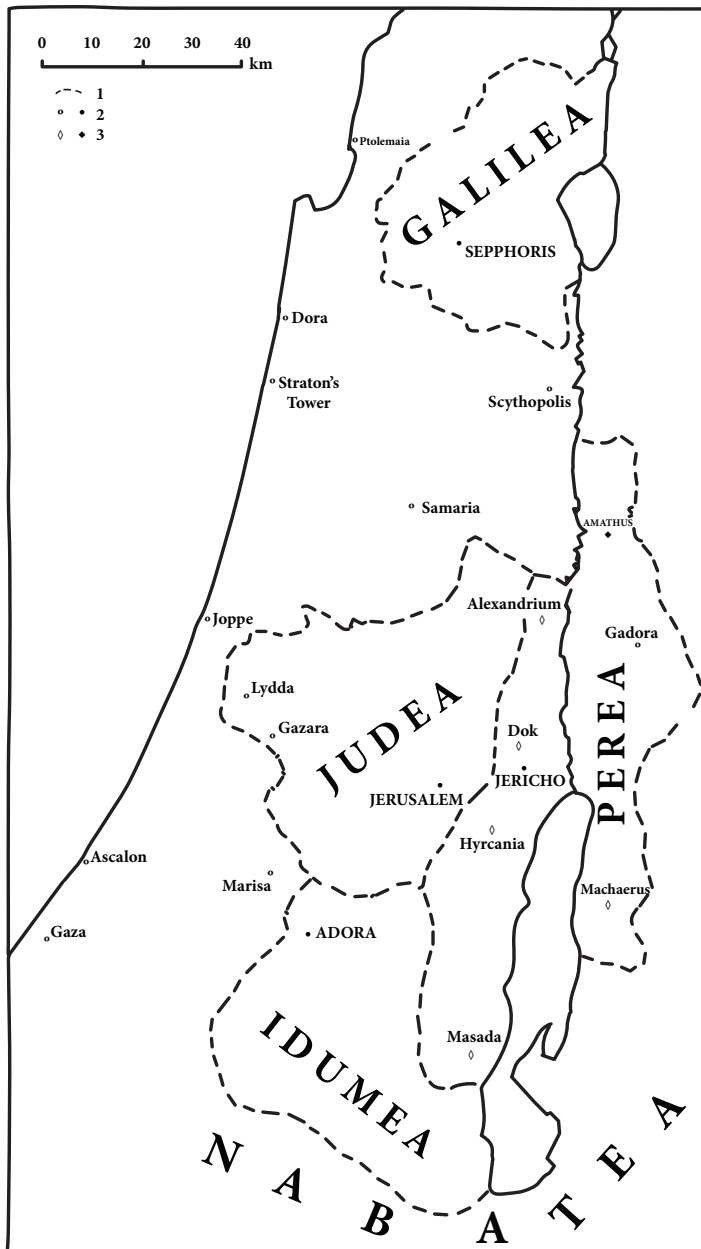 0 10 20 30 40
km
1
2
3
Ptolemaia
GALILEA
SEPPHORIS
Dora
Straton's
Tower
Scythopolis
Samaria
AMATHUS
Alexandrium
Joppe
Gadora
Lydda
Gazara
JUDEA
PEREA
Dok
JERICHO
JERUSALEM
Hyrcania
Ascalon
Marisa
Machaerus
Gaza
ADORA
Masada
IDUMEA
NABATEA